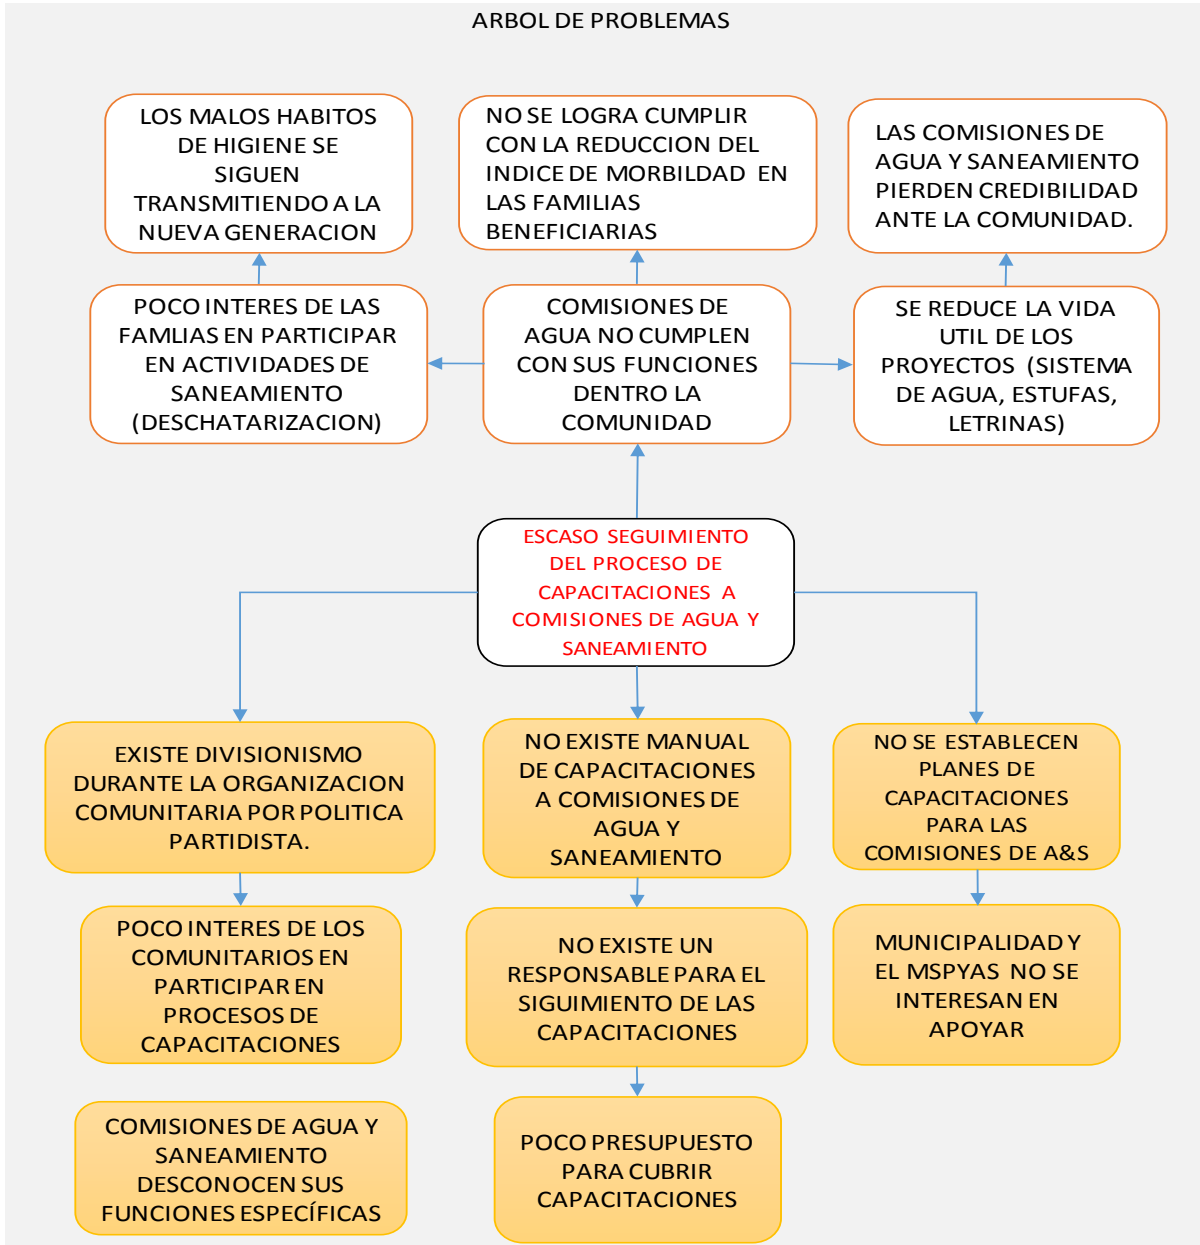 ARBOL DE PROBLEMAS
LOS MALOS HABITOS
DE HIGIENE SE
SIGUEN
TRANSMITIENDO A LA
NUEVA GENERACION
NO SE LOGRA CUMPLIR
CON LA REDUCCION DEL
INDICE DE MORBILDAD EN
LAS FAMILIAS
BENEFICIARIAS
LAS COMISIONES DE
AGUA Y SANEAMIENTO
PIERDEN CREDIBILIDAD
ANTE LA COMUNIDAD.
POCO INTERES DE LAS
FAMLIAS EN PARTICIPAR
EN ACTIVIDADES DE
SANEAMIENTO
(DESCHATARIZACION)
COMISIONES DE
AGUA NO CUMPLEN
CON SUS FUNCIONES
DENTRO LA
COMUNIDAD
SE REDUCE LA VIDA
UTIL DE LOS
PROYECTOS (SISTEMA
DE AGUA, ESTUFAS,
LETRINAS)
ESCASO SEGUIMIENTO
DEL PROCESO DE
CAPACITACIONES A
COMISIONES DE AGUA Y
SANEAMIENTO
EXISTE DIVISIONISMO
DURANTE LA ORGANIZACION
COMUNITARIA POR POLITICA
PARTIDISTA.
NO EXISTE MANUAL
DE CAPACITACIONES
A COMISIONES DE
AGUA Y
SANEAMIENTO
NO SE ESTABLECEN
PLANES DE
CAPACITACIONES
PARA LAS
COMISIONES DE A&S
POCO INTERES DE LOS
COMUNITARIOS EN
PARTICIPAR EN
PROCESOS DE
CAPACITACIONES
NO EXISTE UN
RESPONSABLE PARA EL
SIGUIMIENTO DE LAS
CAPACITACIONES
MUNICIPALIDAD Y
EL MSPYAS NO SE
INTERESAN EN
APOYAR
COMISIONES DE AGUA Y
SANEAMIENTO
DESCONOCEN SUS
FUNCIONES ESPECÍFICAS
POCO PRESUPUESTO
PARA CUBRIR
CAPACITACIONES